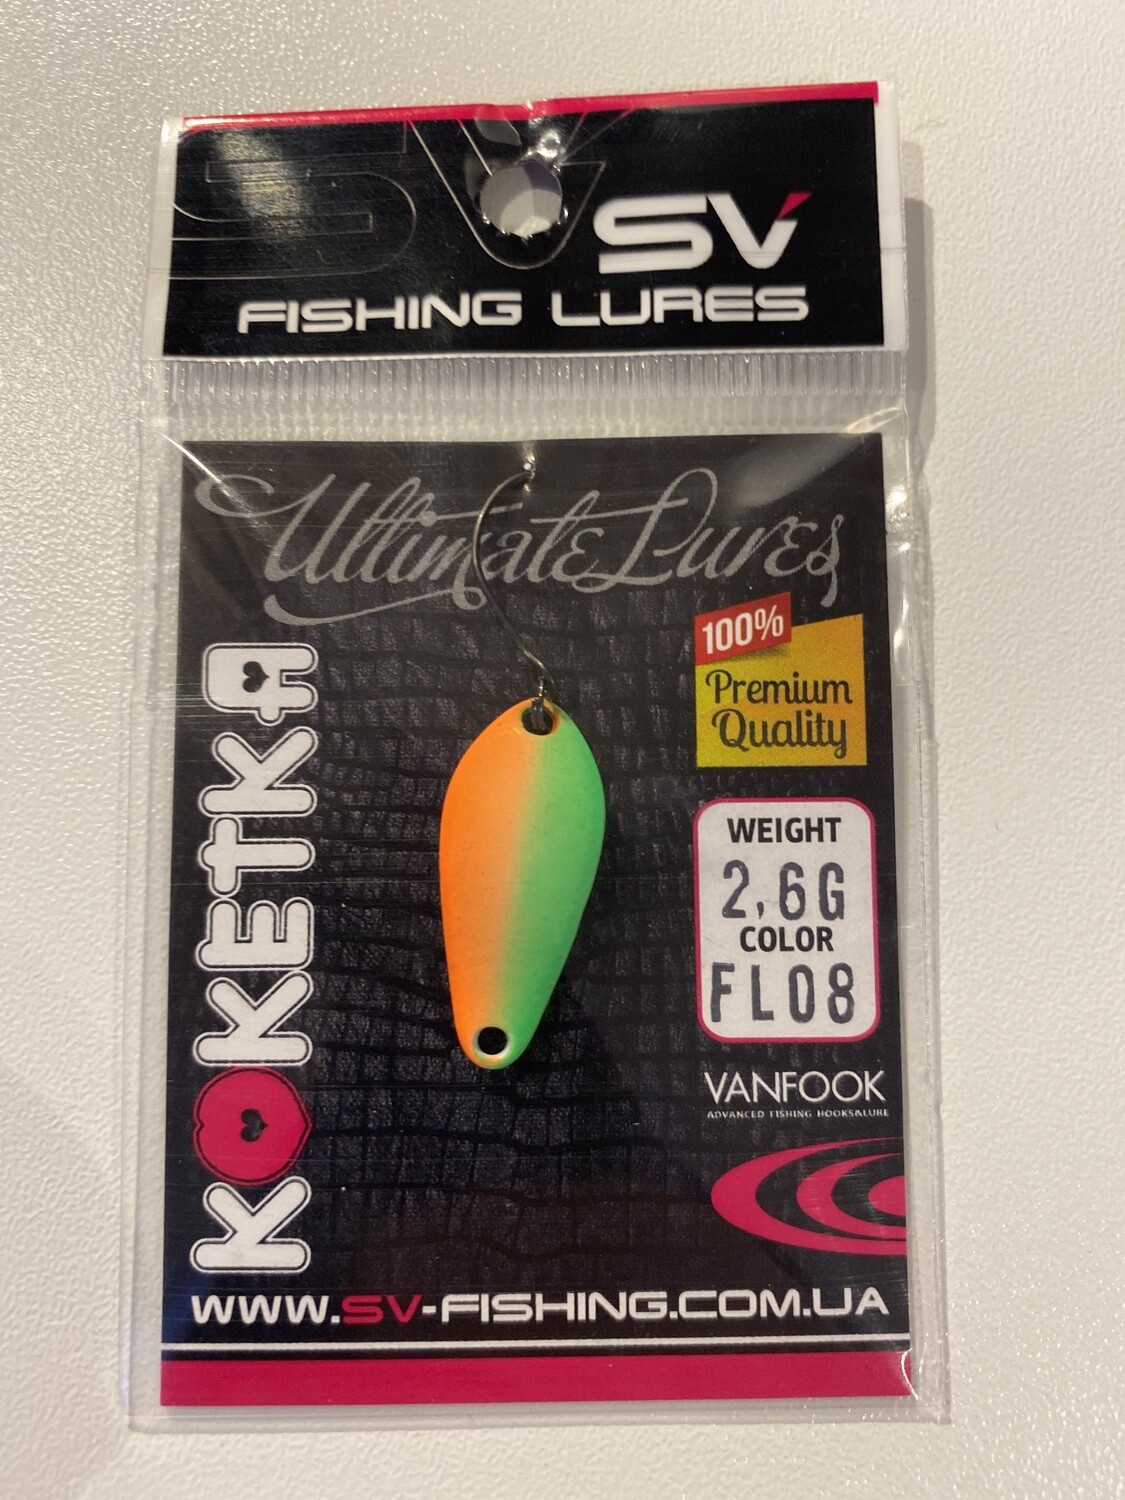 SV
FISHING LURES
Ultimate Lures
100%
Premium
Quality
KOKETKA
WEIGHT
2,6G
COLOR
FL08
VANFOOK
ADVANCED FISHING HOOKS&LURE
WWW.SV-FISHING.COM.UA